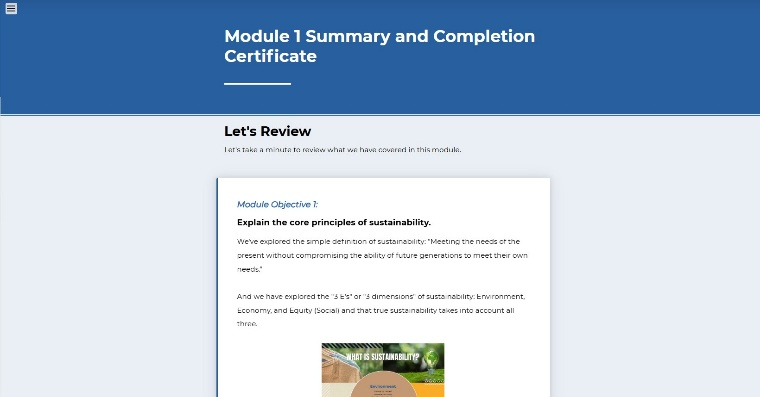 Module 1 Summary and Completion
Certificate
Let's Review
Let's take a minute to review what we have covered in this module.
Module Objective 1:
Explain the core principles of sustainability.
We've explored the simple definition of sustainability: "Meeting the needs of the
present without compromising the ability of future generations to meet their own
needs."
And we have explored the "3 E's" or "3 dimensions" of sustainability: Environment,
Economy, and Equity (Social) and that true sustainability takes into account all
three.
WHAT IS SUSTAINABILITY?